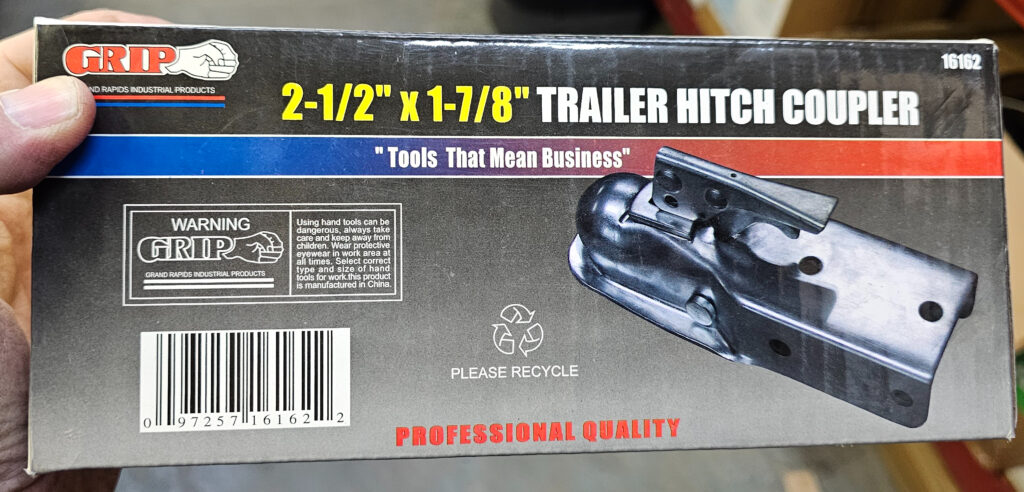 GRIP
16162
RAND RAPIDS INDUSTRIAL PRODUCTS
2-1/2" x 1-7/8" TRAILER HITCH COUPLER
"Tools That Mean Business"
WARNING
GRIP
GRAND RAPIDS INDUSTRIAL PRODUCTS
Using hand tools can be
dangerous, always take
care and keep away from
children. Wear protective
eyewear in work area at
all times. Select correct
type and size of hand
tools for work.this product
is manufactured in China.
PLEASE RECYCLE
0 97257 16162 2
PROFESSIONAL QUALITY